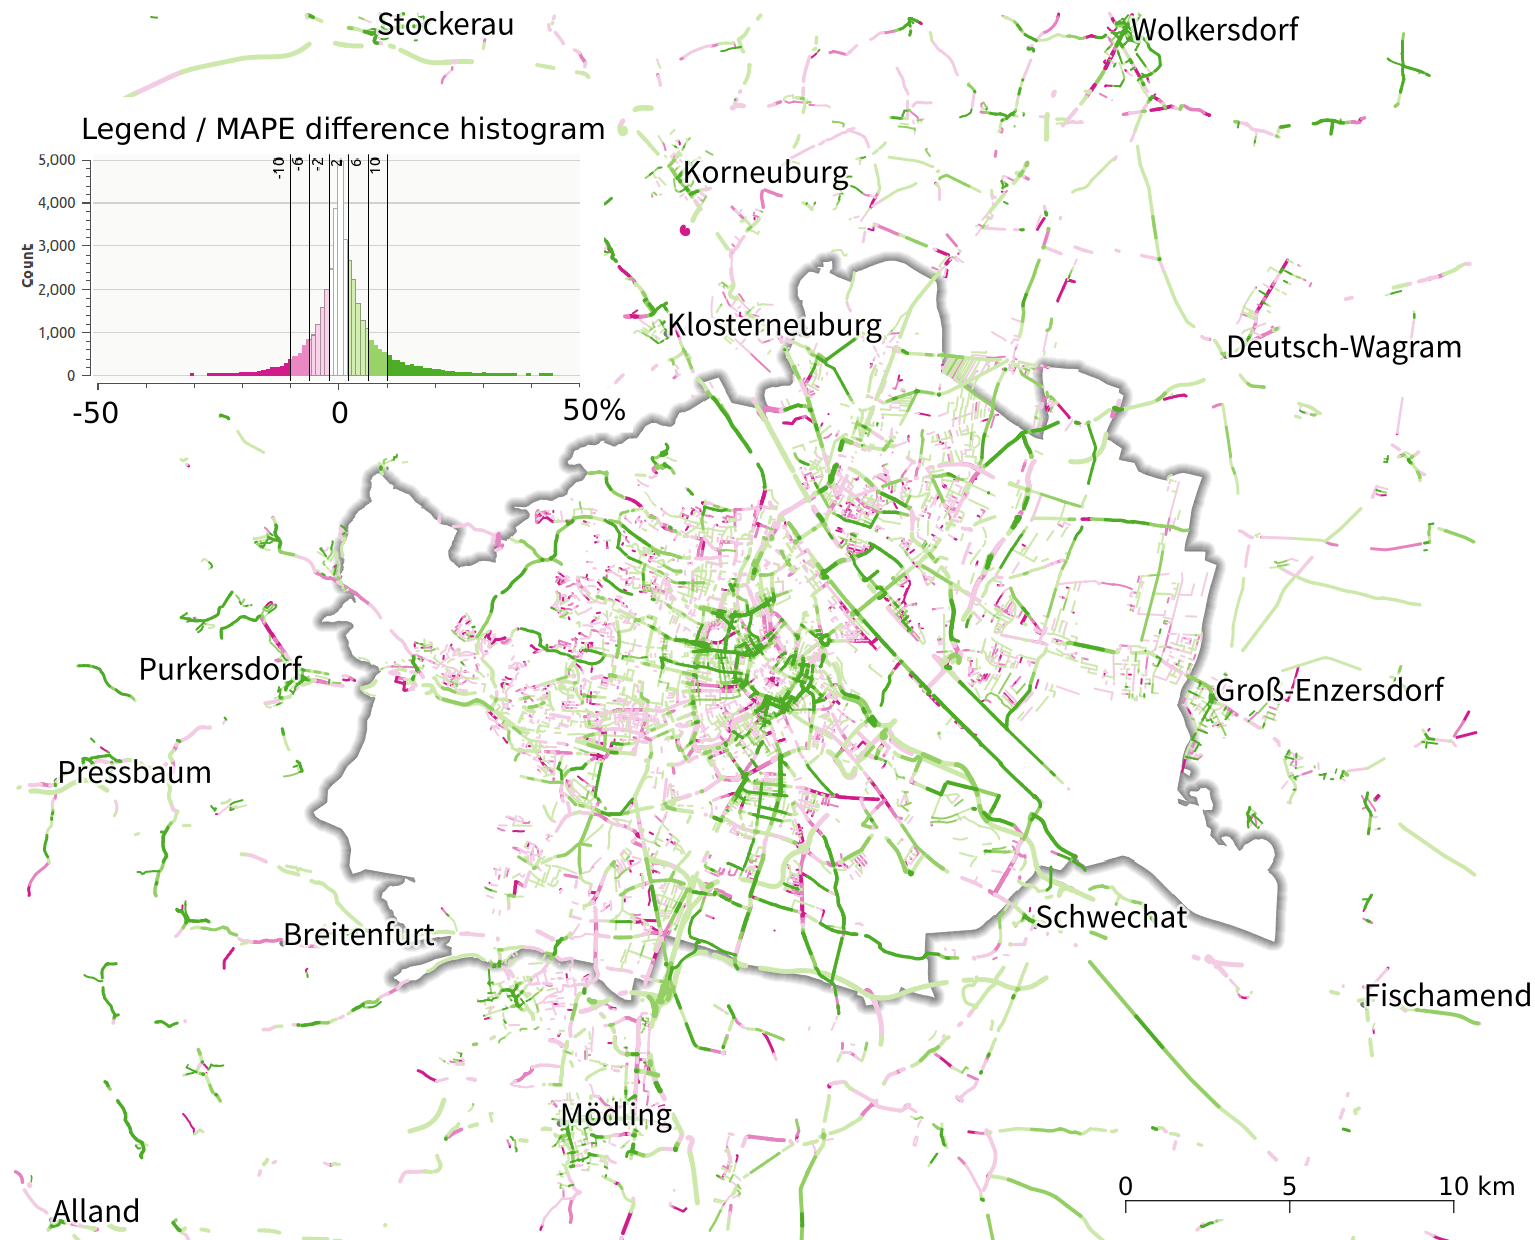 Stockerau
Wolkersdorf
Legend / MAPE difference histogram
5,000
4,000
3,000
2,000
1,000
0
Count
-10
-6
-2
2
6
10
-50
0
50%
Korneuburg
Klosterneuburg
Deutsch-Wagram
Purkersdorf
Groß-Enzersdorf
Pressbaum
Breitenfurt
Schwechat
Fischamend
Mödling
Alland
0
5
10 km